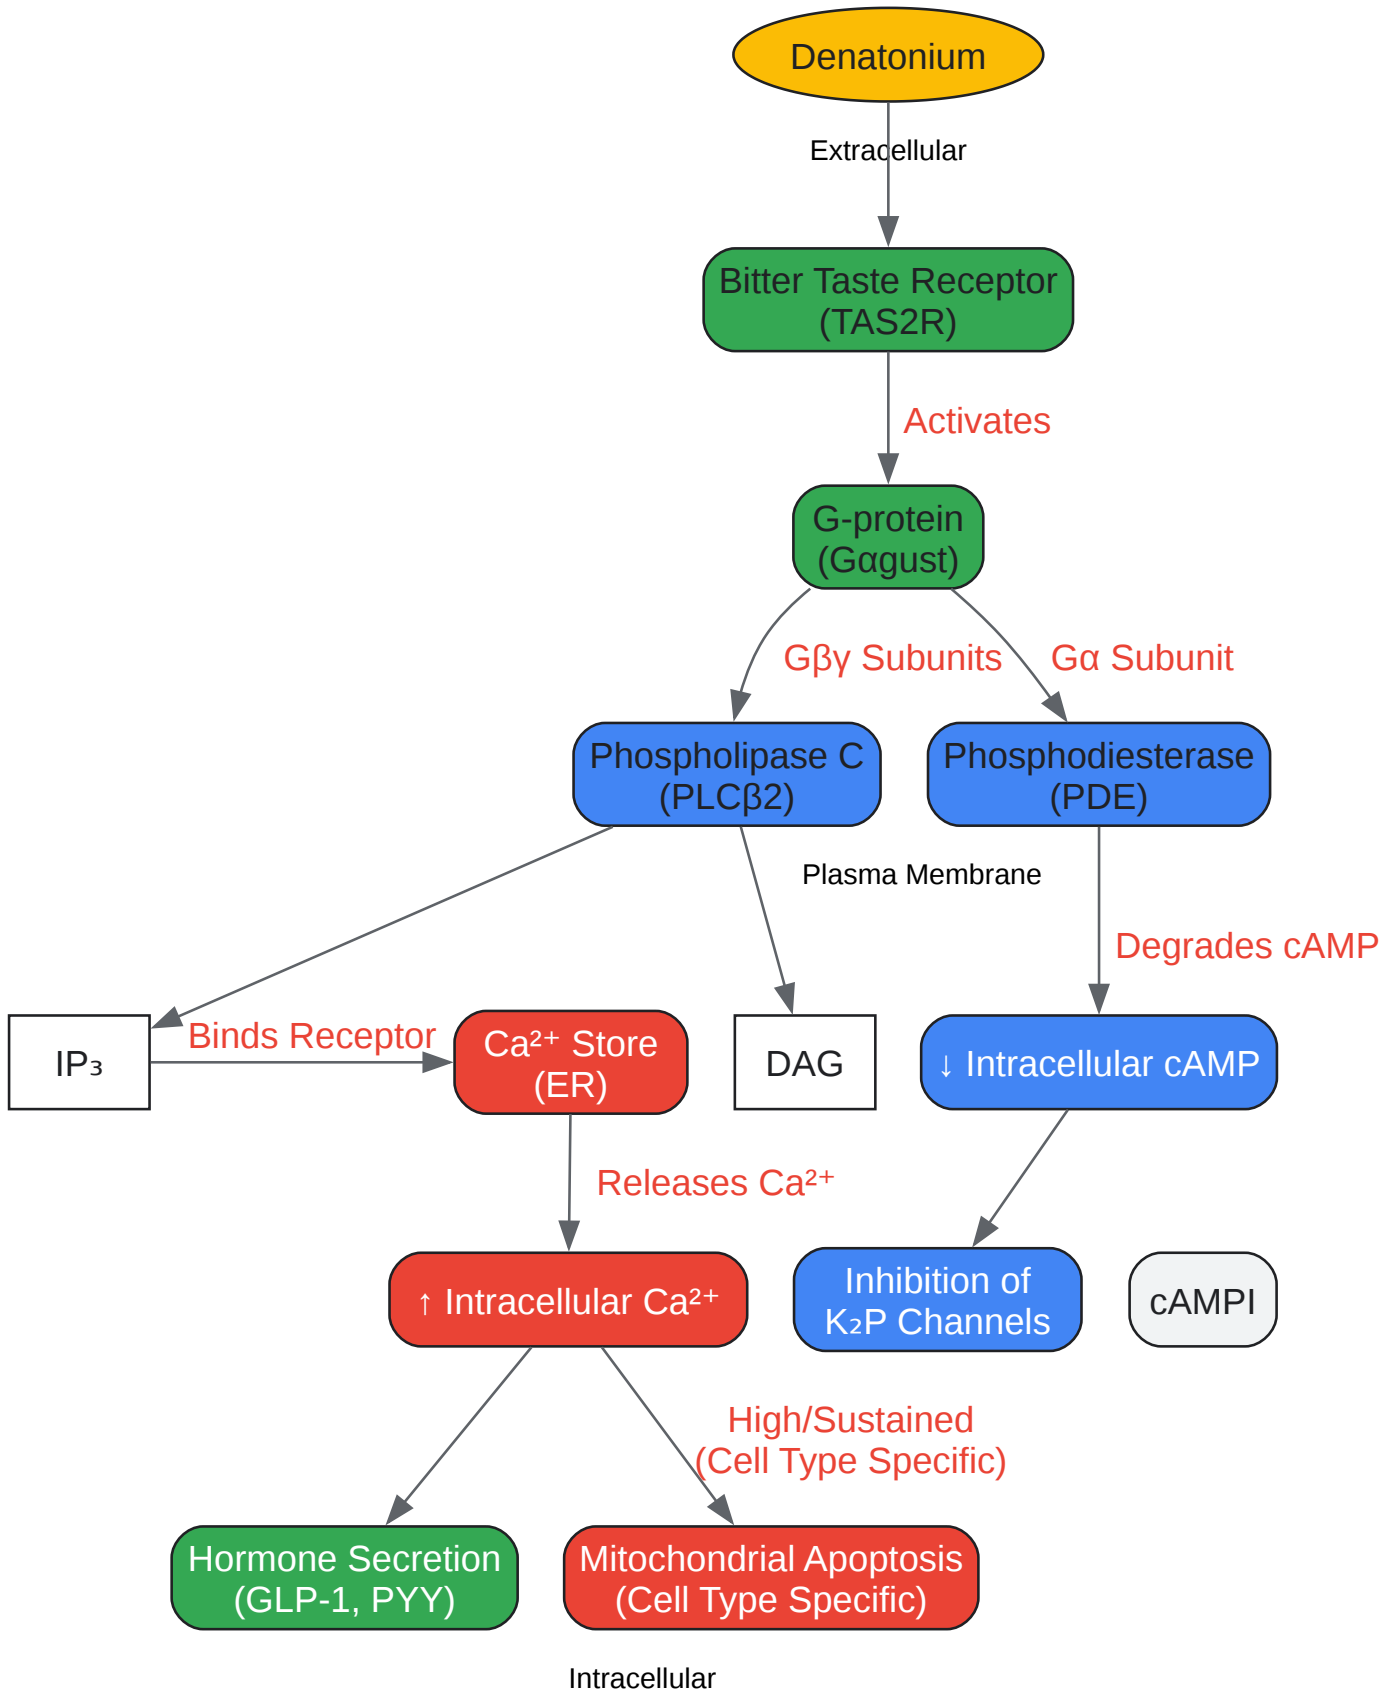 Denatonium
Extracellular
Bitter Taste Receptor
(TAS2R)
Activates
G-protein
(Gαgust)
Gβγ Subunits
Gα Subunit
Phospholipase C
(PLCβ2)
Phosphodiesterase
(PDE)
Plasma Membrane
Degrades cAMP
IP₃
Binds Receptor
Ca²⁺ Store
(ER)
DAG
↓ Intracellular cAMP
Releases Ca²⁺
↑ Intracellular Ca²⁺
Inhibition of
K₂P Channels
cAMPI
High/Sustained
(Cell Type Specific)
Hormone Secretion
(GLP-1, PYY)
Mitochondrial Apoptosis
(Cell Type Specific)
Intracellular